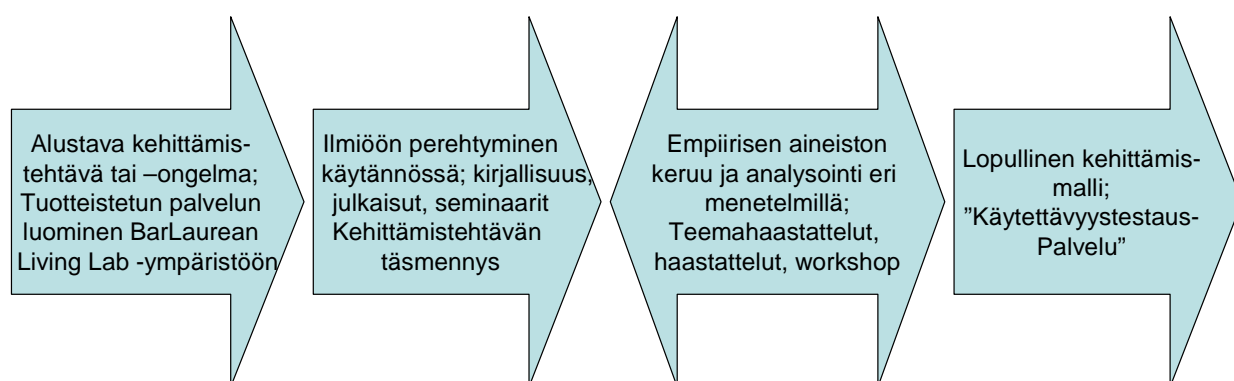 Alustava kehittämis-
tehtävä tai –ongelma;
Tuotteistetun palvelun
luominen BarLaurean
Living Lab -ympäristöön
Ilmiöön perehtyminen
käytännössä; kirjallisuus,
julkaisut, seminaarit
Kehittämistehtävän
täsmennys
Empiirisen aineiston
keruu ja analysointi eri
menetelmillä;
Teemahaastattelut,
haastattelut, workshop
Lopullinen kehittämis-
malli;
”Käytettävyystestaus-
Palvelu”